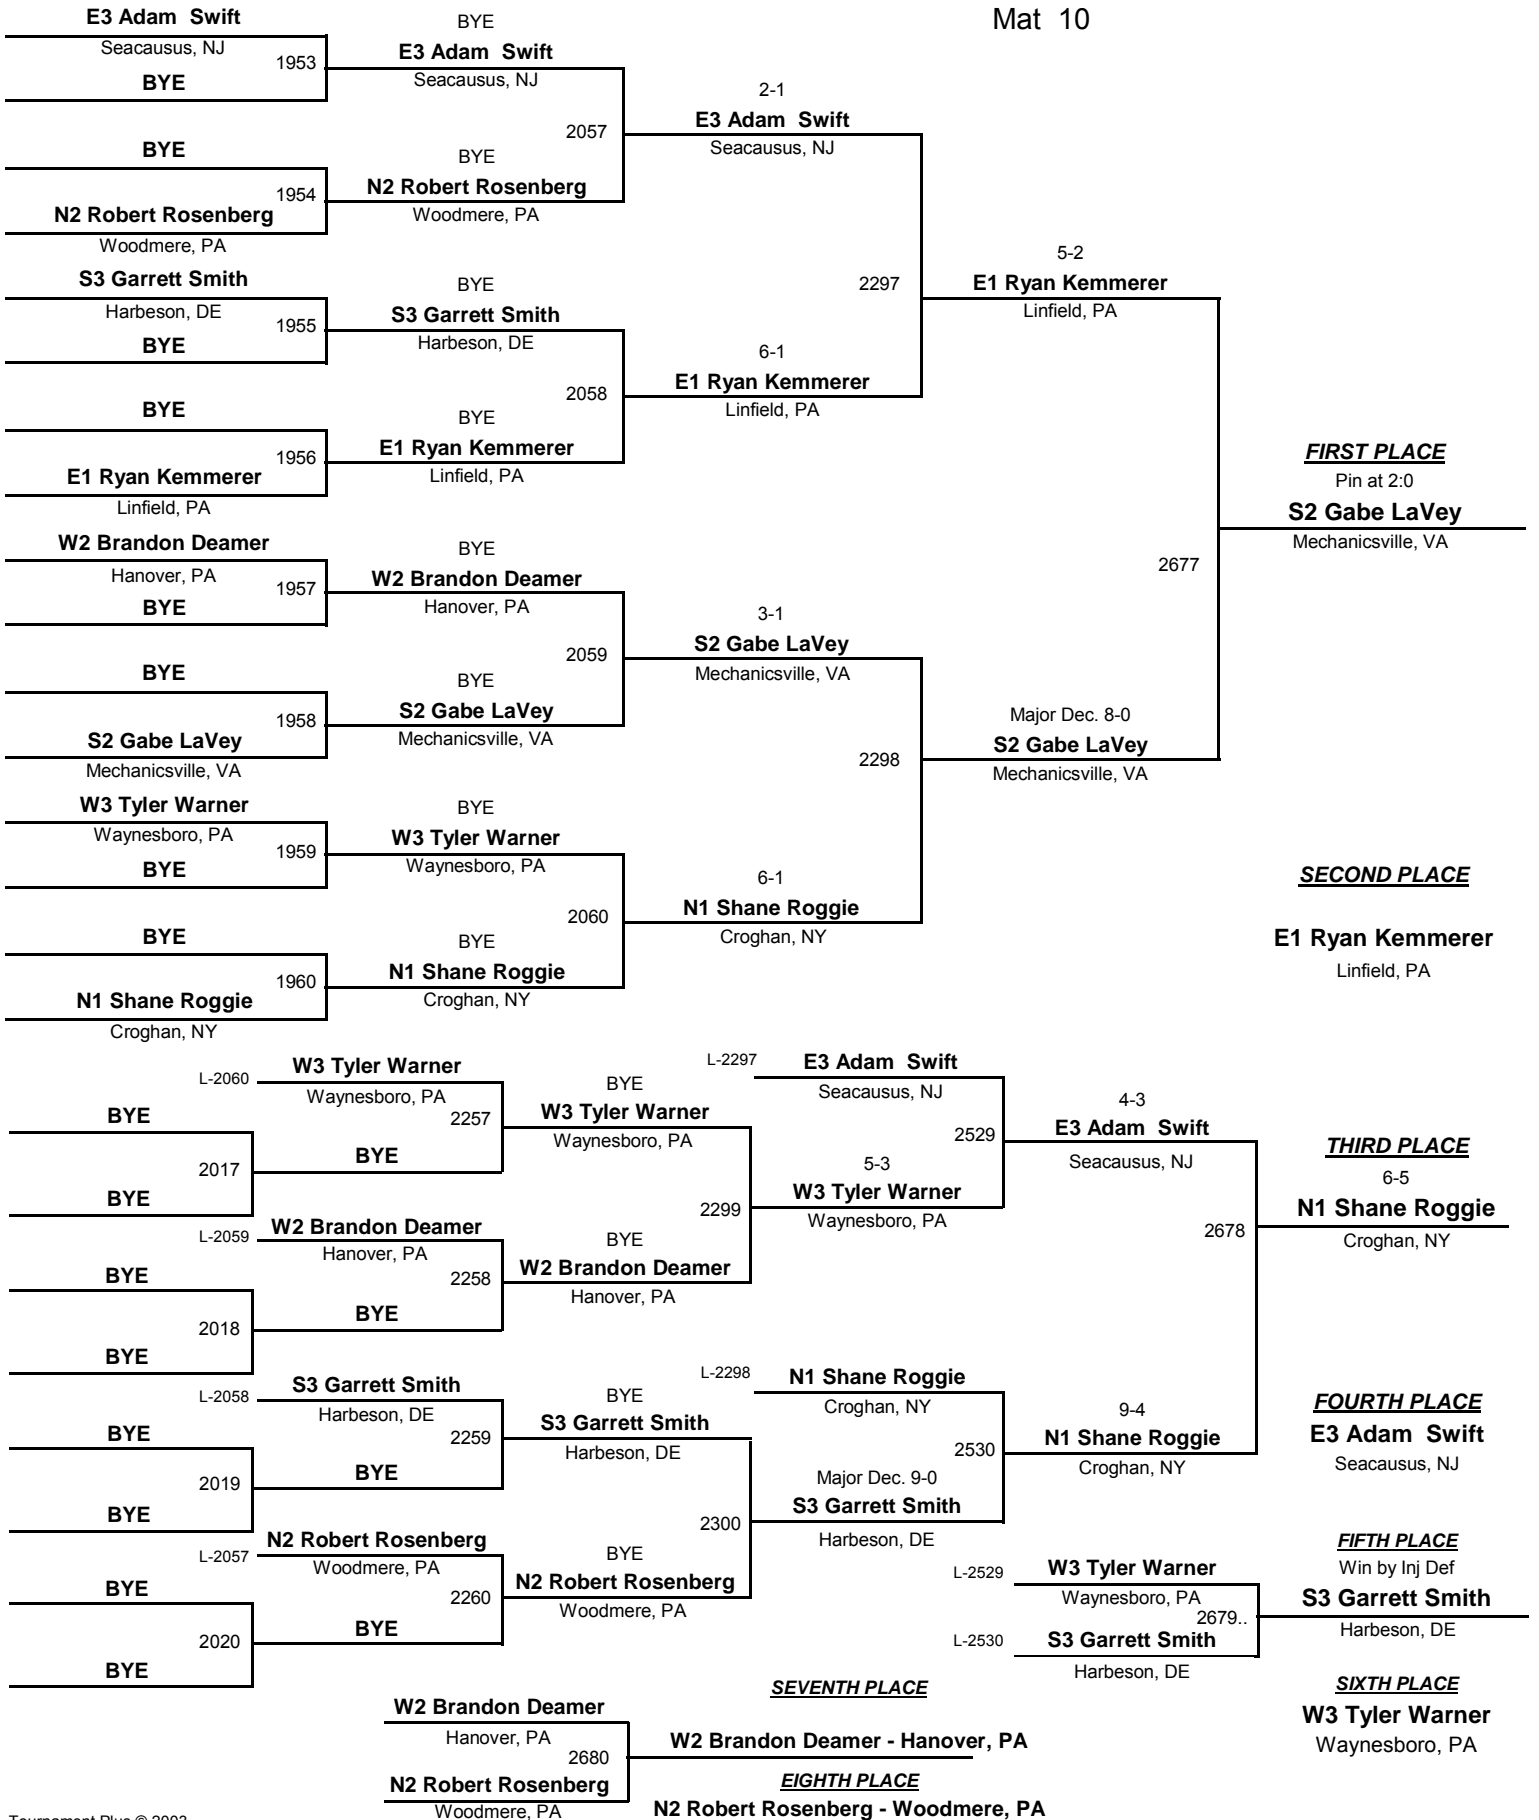 Mat 10
E3 Adam Swift
Seacausus, NJ
1953
BYE
BYE
1954
N2 Robert Rosenberg
Woodmere, PA
S3 Garrett Smith
Harbeson, DE
1955
BYE
BYE
1956
E1 Ryan Kemmerer
Linfield, PA
W2 Brandon Deamer
Hanover, PA
1957
BYE
BYE
1958
S2 Gabe LaVey
Mechanicsville, VA
W3 Tyler Warner
Waynesboro, PA
1959
BYE
BYE
1960
N1 Shane Roggie
Croghan, NY
BYE
E3 Adam Swift
Seacausus, NJ
2057
BYE
N2 Robert Rosenberg
Woodmere, PA
BYE
S3 Garrett Smith
Harbeson, DE
2058
BYE
E1 Ryan Kemmerer
Linfield, PA
BYE
W2 Brandon Deamer
Hanover, PA
2059
BYE
S2 Gabe LaVey
Mechanicsville, VA
BYE
W3 Tyler Warner
Waynesboro, PA
2060
BYE
N1 Shane Roggie
Croghan, NY
2-1
E3 Adam Swift
Seacausus, NJ
2297
6-1
E1 Ryan Kemmerer
Linfield, PA
3-1
S2 Gabe LaVey
Mechanicsville, VA
2298
6-1
N1 Shane Roggie
Croghan, NY
5-2
E1 Ryan Kemmerer
Linfield, PA
2677
Major Dec. 8-0
S2 Gabe LaVey
Mechanicsville, VA
FIRST PLACE
Pin at 2:0
S2 Gabe LaVey
Mechanicsville, VA
SECOND PLACE
E1 Ryan Kemmerer
Linfield, PA
BYE
2017
BYE
BYE
2018
BYE
BYE
2019
BYE
BYE
2020
BYE
L-2060
W3 Tyler Warner
Waynesboro, PA
2257
BYE
L-2059
W2 Brandon Deamer
Hanover, PA
2258
BYE
L-2058
S3 Garrett Smith
Harbeson, DE
2259
BYE
L-2057
N2 Robert Rosenberg
Woodmere, PA
2260
BYE
BYE
W3 Tyler Warner
Waynesboro, PA
2299
BYE
W2 Brandon Deamer
Hanover, PA
BYE
S3 Garrett Smith
Harbeson, DE
2300
BYE
N2 Robert Rosenberg
Woodmere, PA
L-2297
E3 Adam Swift
Seacausus, NJ
2529
5-3
W3 Tyler Warner
Waynesboro, PA
L-2298
N1 Shane Roggie
Croghan, NY
2530
Major Dec. 9-0
S3 Garrett Smith
Harbeson, DE
4-3
E3 Adam Swift
Seacausus, NJ
2678
9-4
N1 Shane Roggie
Croghan, NY
THIRD PLACE
6-5
N1 Shane Roggie
Croghan, NY
FOURTH PLACE
E3 Adam Swift
Seacausus, NJ
L-2529
W3 Tyler Warner
Waynesboro, PA
2679..
L-2530
S3 Garrett Smith
Harbeson, DE
FIFTH PLACE
Win by Inj Def
S3 Garrett Smith
Harbeson, DE
SIXTH PLACE
W3 Tyler Warner
Waynesboro, PA
W2 Brandon Deamer
Hanover, PA
2680
N2 Robert Rosenberg
Woodmere, PA
SEVENTH PLACE
W2 Brandon Deamer - Hanover, PA
EIGHTH PLACE
N2 Robert Rosenberg - Woodmere, PA
Tournament Plus © 2003